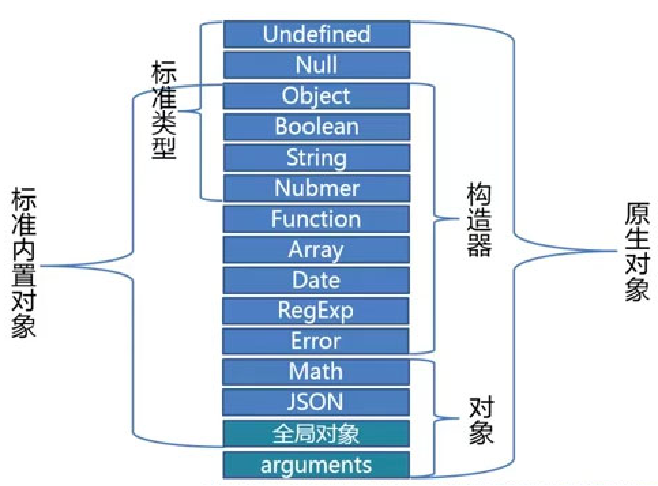 Undefined
Null
Object
Boolean
String
Nubmer
Function
Array
Date
RegExp
Error
Math
JSON
全局对象
arguments
标准类型
标准内置对象
构造器
对象
原生对象